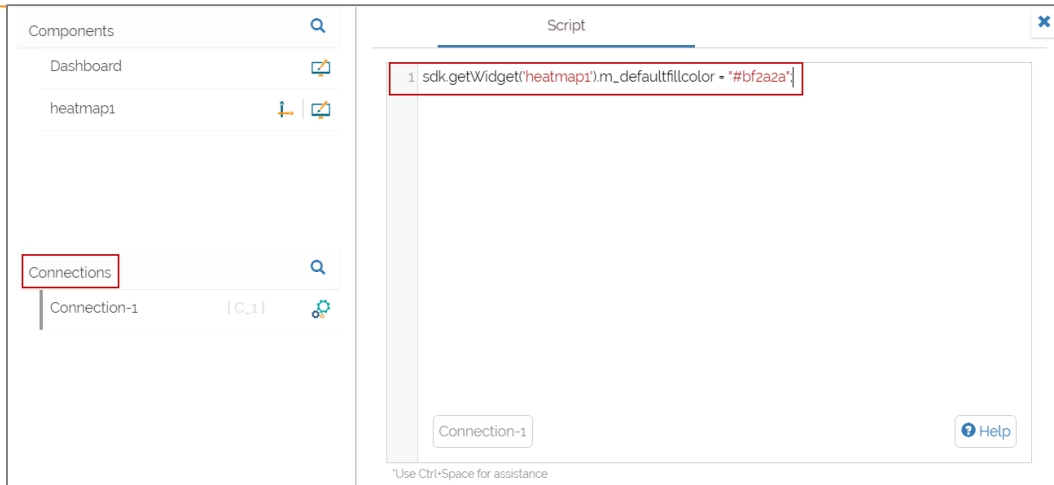 Components
Dashboard
heatmap1
Connections
Connection-1 [ C_1 ]
Script
1 sdk.getWidget('heatmap1').m_defaultfillcolor = "#bf2a2a";
Connection-1
? Help
*Use Ctrl+Space for assistance